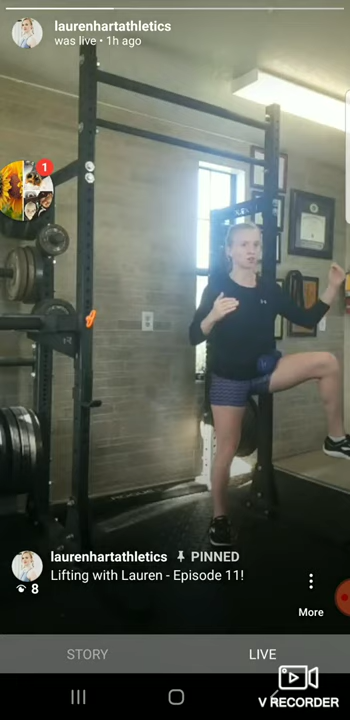 laurenhartathletics
was live • 1h ago
1
R
laurenhartathletics PINNED
8
Lifting with Lauren - Episode 11!
More
STORY
LIVE
V RECORDER